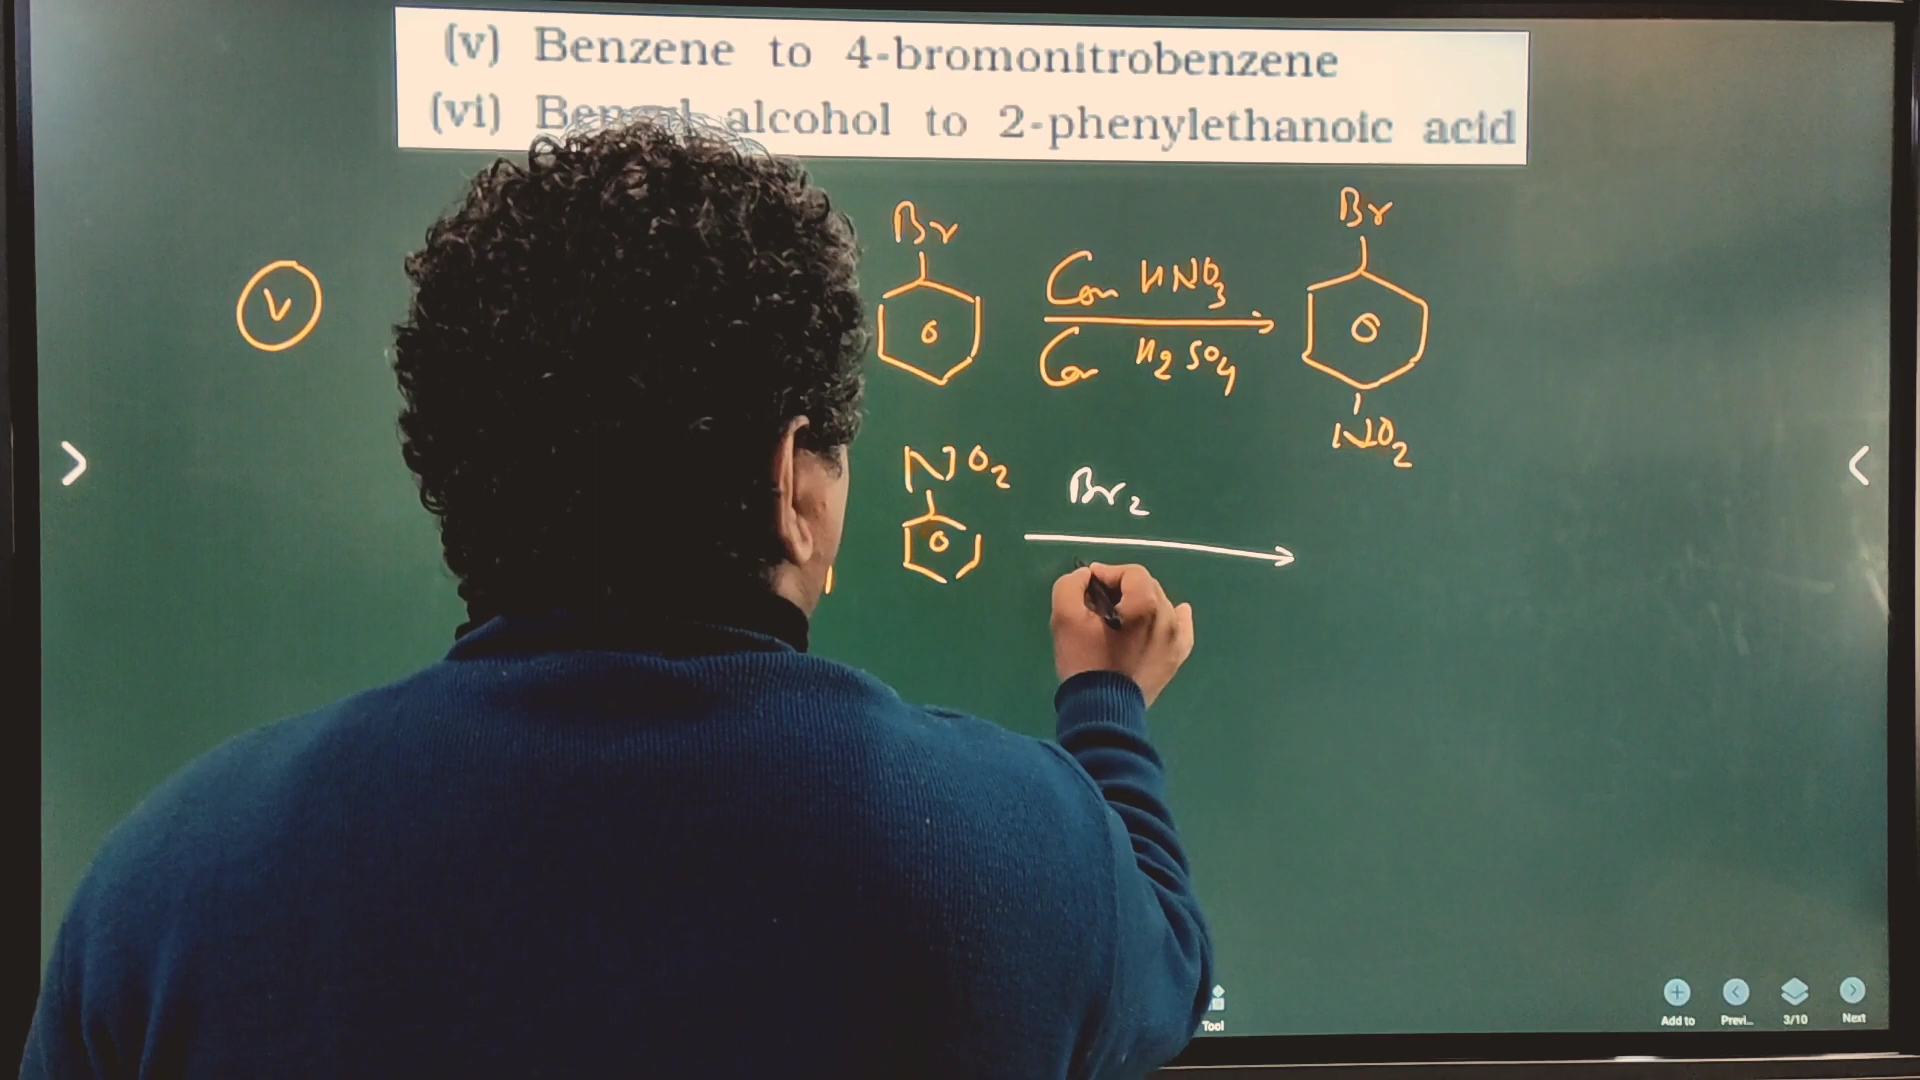 (v) Benzene to 4-bromonitrobenzene
(vi) alcohol to 2-phenylethanoic acid
V
Br
Con HNO3
Con H2SO4
Br
NO2
NO2
Br2
Tool
Add to
Previ...
3/10
Next